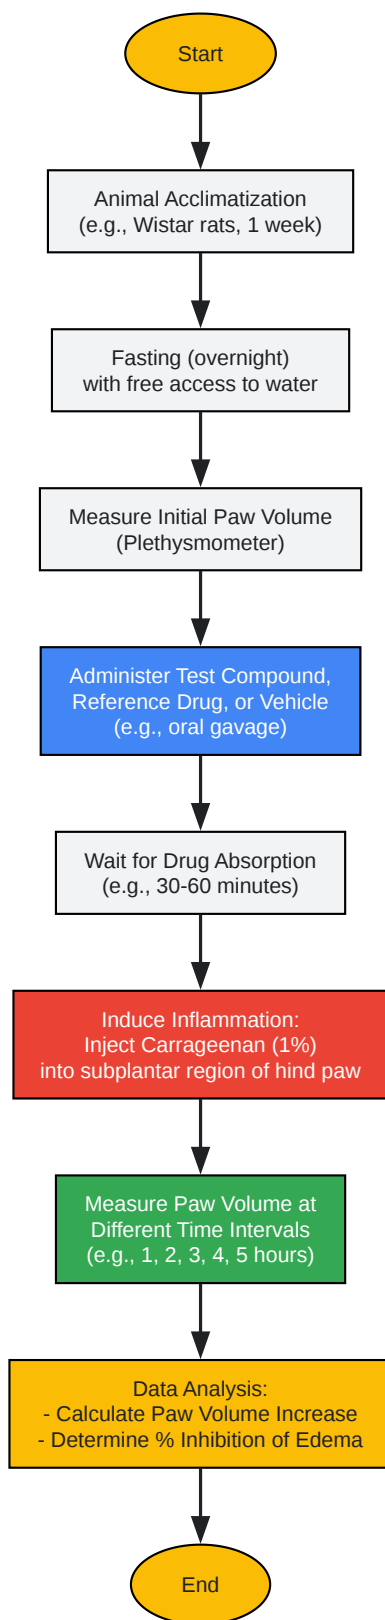 Start
Animal Acclimatization
(e.g., Wistar rats, 1 week)
Fasting (overnight)
with free access to water
Measure Initial Paw Volume
(Plethysmometer)
Administer Test Compound,
Reference Drug, or Vehicle
(e.g., oral gavage)
Wait for Drug Absorption
(e.g., 30-60 minutes)
Induce Inflammation:
Inject Carrageenan (1%)
into subplantar region of hind paw
Measure Paw Volume at
Different Time Intervals
(e.g., 1, 2, 3, 4, 5 hours)
Data Analysis:
- Calculate Paw Volume Increase
- Determine % Inhibition of Edema
End